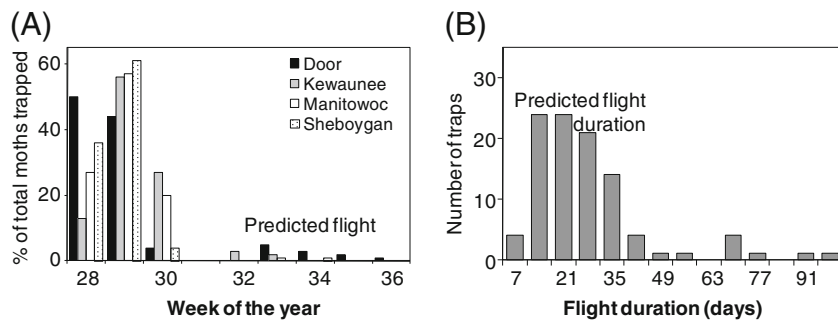 (A)
% of total moths trapped
60
40
20
0
Door
Kewaunee
Manitowoc
Sheboygan
Predicted flight
28 30 32 34 36
Week of the year
(B)
Number of traps
30
20
10
0
Predicted flight
duration
7 21 35 49 63 77 91
Flight duration (days)